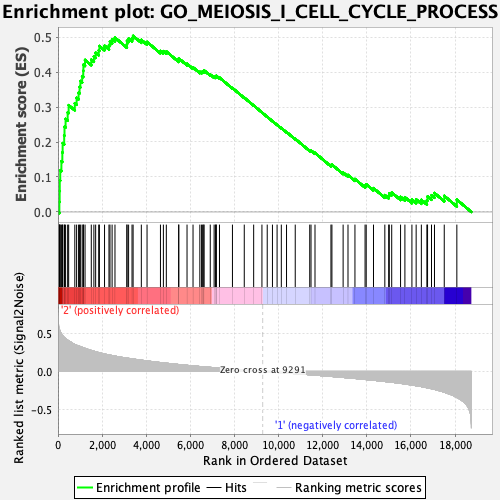 Enrichment plot: GO_MEIOSIS_I_CELL_CYCLE_PROCESS
Enrichment score (ES)
0.5
0.4
0.3
0.2
0.1
0.0
'2' (positively correlated)
Ranked list metric (Signal2Noise)
0.5
0.0
-0.5
Zero cross at 9291
'1' (negatively correlated)
0 2,000 4,000 6,000 8,000 10,000 12,000 14,000 16,000 18,000
Rank in Ordered Dataset
Enrichment profile Hits Ranking metric scores